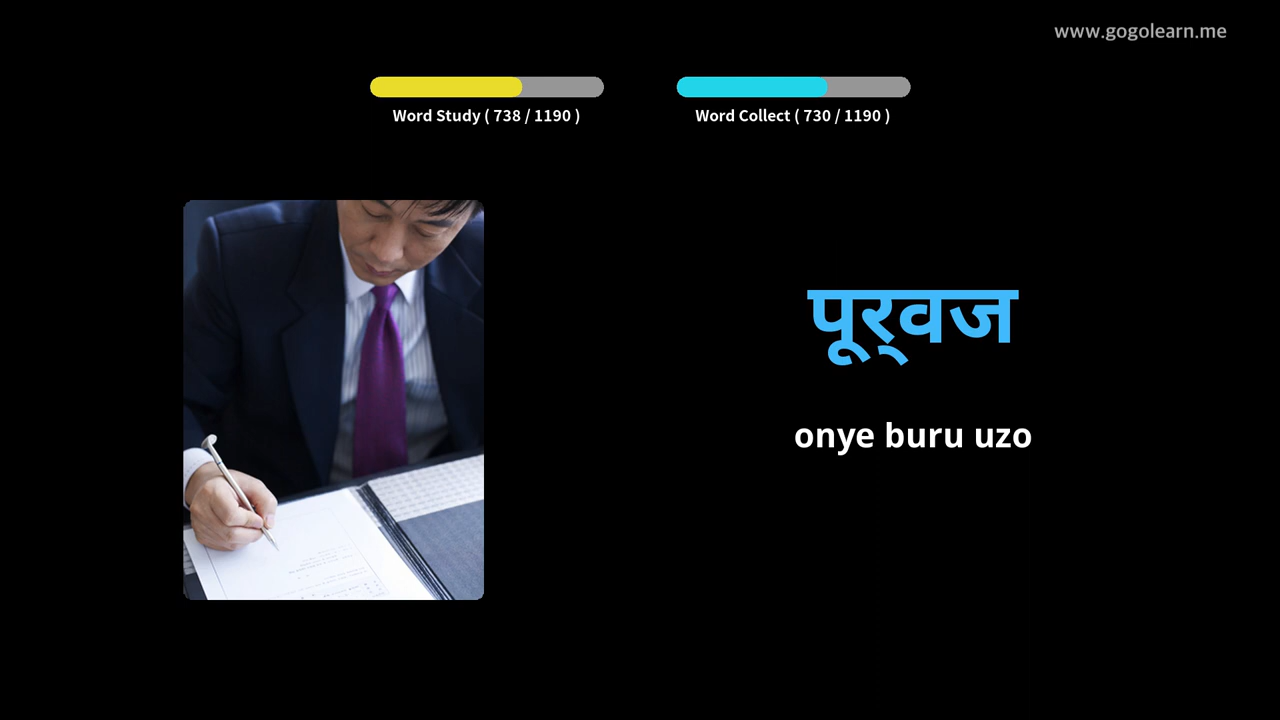 www.gogolearn.me
Word Study ( 738 / 1190 )
Word Collect ( 730 / 1190 )
पूर्‌वज
onye buru uzo